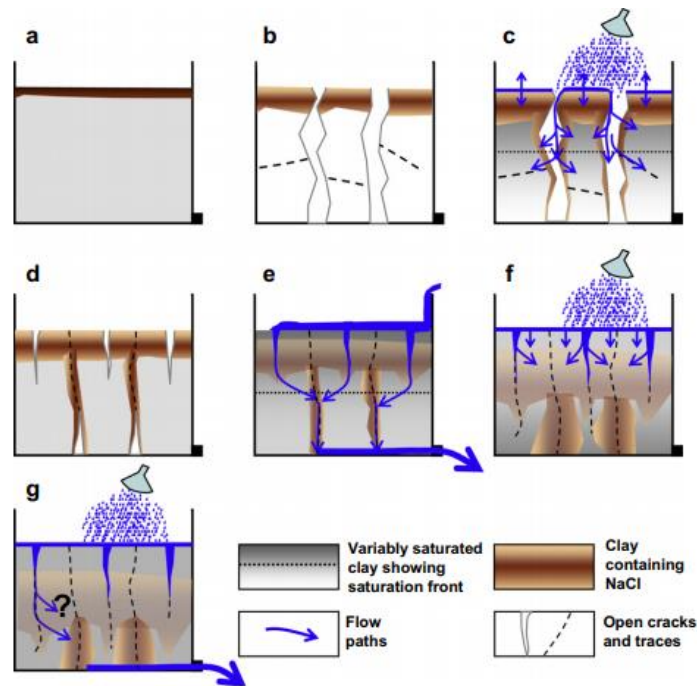 a
b
c
d
e
f
g
?
Variably saturated
clay showing
saturation front
Clay
containing
NaCl
Flow
paths
Open cracks
and traces